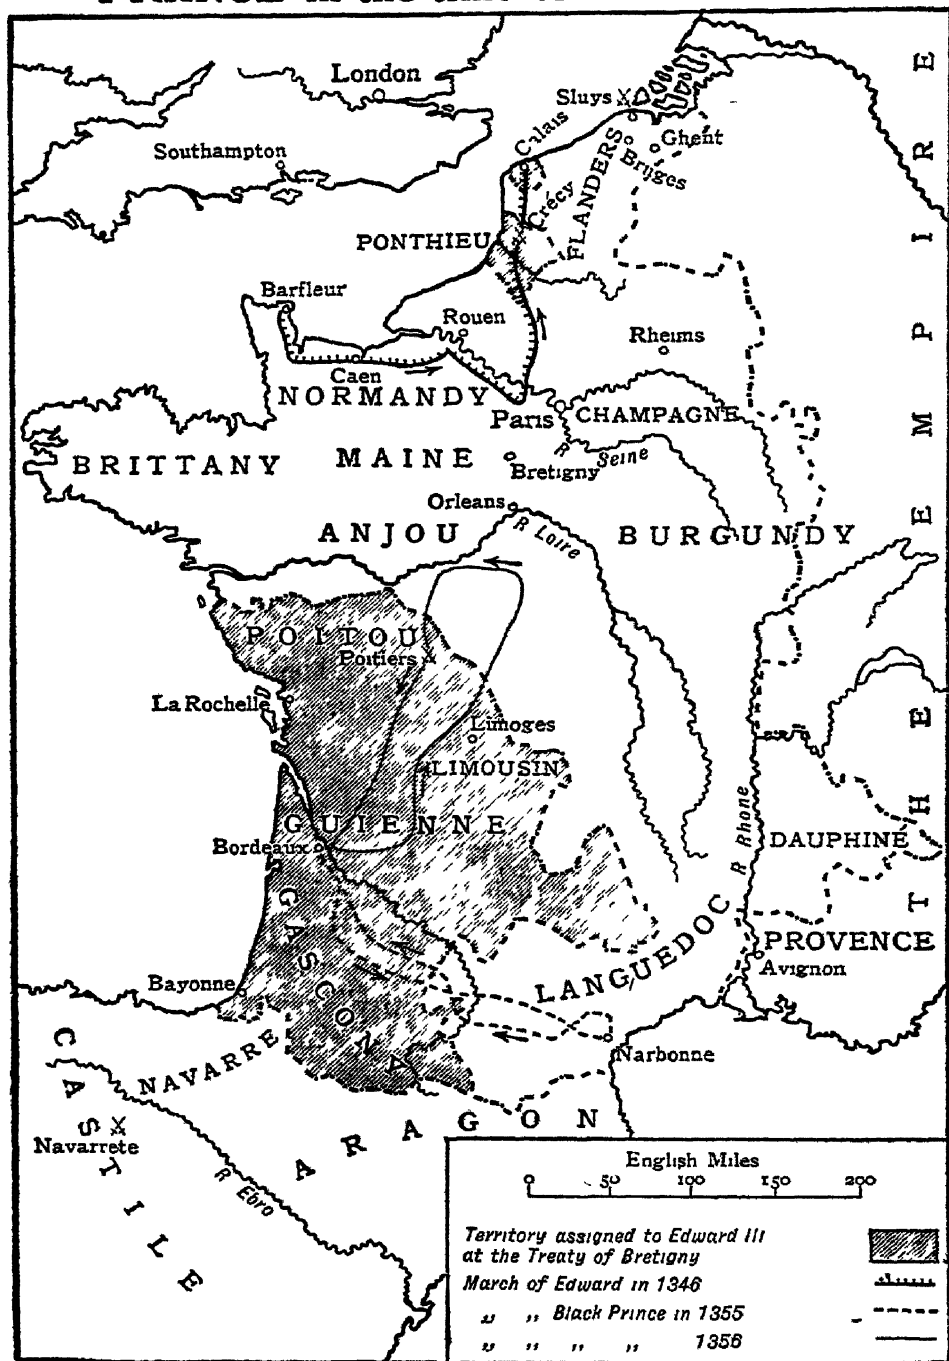 London
Sluys
Ghent
Bruges
Calais
Southampton
FLANDERS
Crécy
PONTHIEU
Barfleur
Rouen
Rheims
Caen
NORMANDY
Paris
CHAMPAGNE
BRITTANY
MAINE
Bretigny
R Seine
Orleans
ANJOU
R Loire
BURGUNDY
THE EMPIRE
POITOU
Poitiers
La Rochelle
Limoges
LIMOUSIN
GUIENNE
Bordeaux
R Rhone
DAUPHINE
GASCONY
LANGUEDOC
PROVENCE
Avignon
Bayonne
NAVARRE
Narbonne
CASTILE
Navarrete
ARAGON
R Ebro
English Miles
0 50 100 150 200
Territory assigned to Edward III
at the Treaty of Bretigny
March of Edward in 1346
„ „ Black Prince in 1355
„ „ „ „ 1356